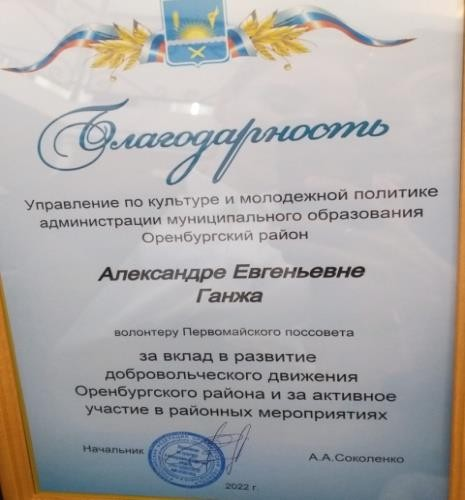 Благодарность
Управление по культуре и молодежной политике
администрации муниципального образования
Оренбургский район
Александре Евгеньевне
Ганжа
волонтеру Первомайского поссовета
за вклад в развитие
добровольческого движения
Оренбургского района и за активное
участие в районных мероприятиях
Начальник
А.А.Соколенко
2022 г.